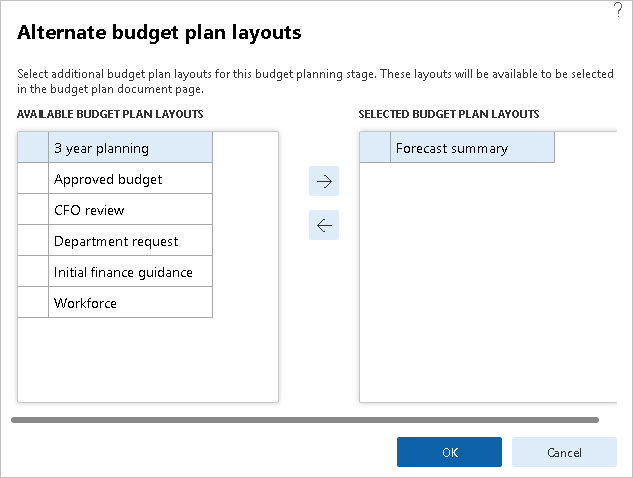 ?
Alternate budget plan layouts
Select additional budget plan layouts for this budget planning stage. These layouts will be available to be selected
in the budget plan document page.
AVAILABLE BUDGET PLAN LAYOUTS
3 year planning
Approved budget
CFO review
Department request
Initial finance guidance
Workforce
SELECTED BUDGET PLAN LAYOUTS
Forecast summary
OK
Cancel